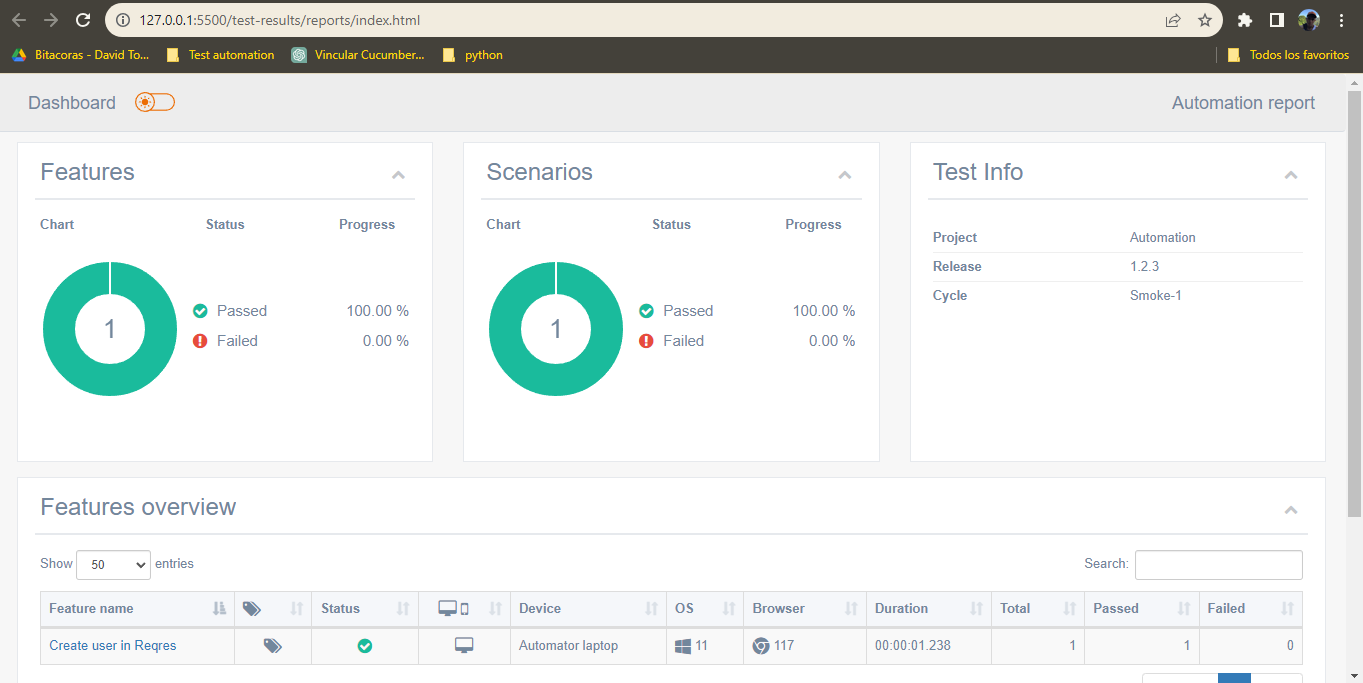 127.0.0.1:5500/test-results/reports/index.html
Bitacoras - David To... Test automation Vincular Cucumber... python Todos los favoritos
Dashboard Automation report
Features Scenarios Test Info
Chart Status Progress Chart Status Progress
Project Automation
Release 1.2.3
Cycle Smoke-1
1 Passed 100.00 % 1 Passed 100.00 %
Failed 0.00 % Failed 0.00 %
Features overview
Show 50 entries Search:
Feature name Status Device OS Browser Duration Total Passed Failed
Create user in Reqres Automator laptop 11 117 00:00:01.238 1 1 0